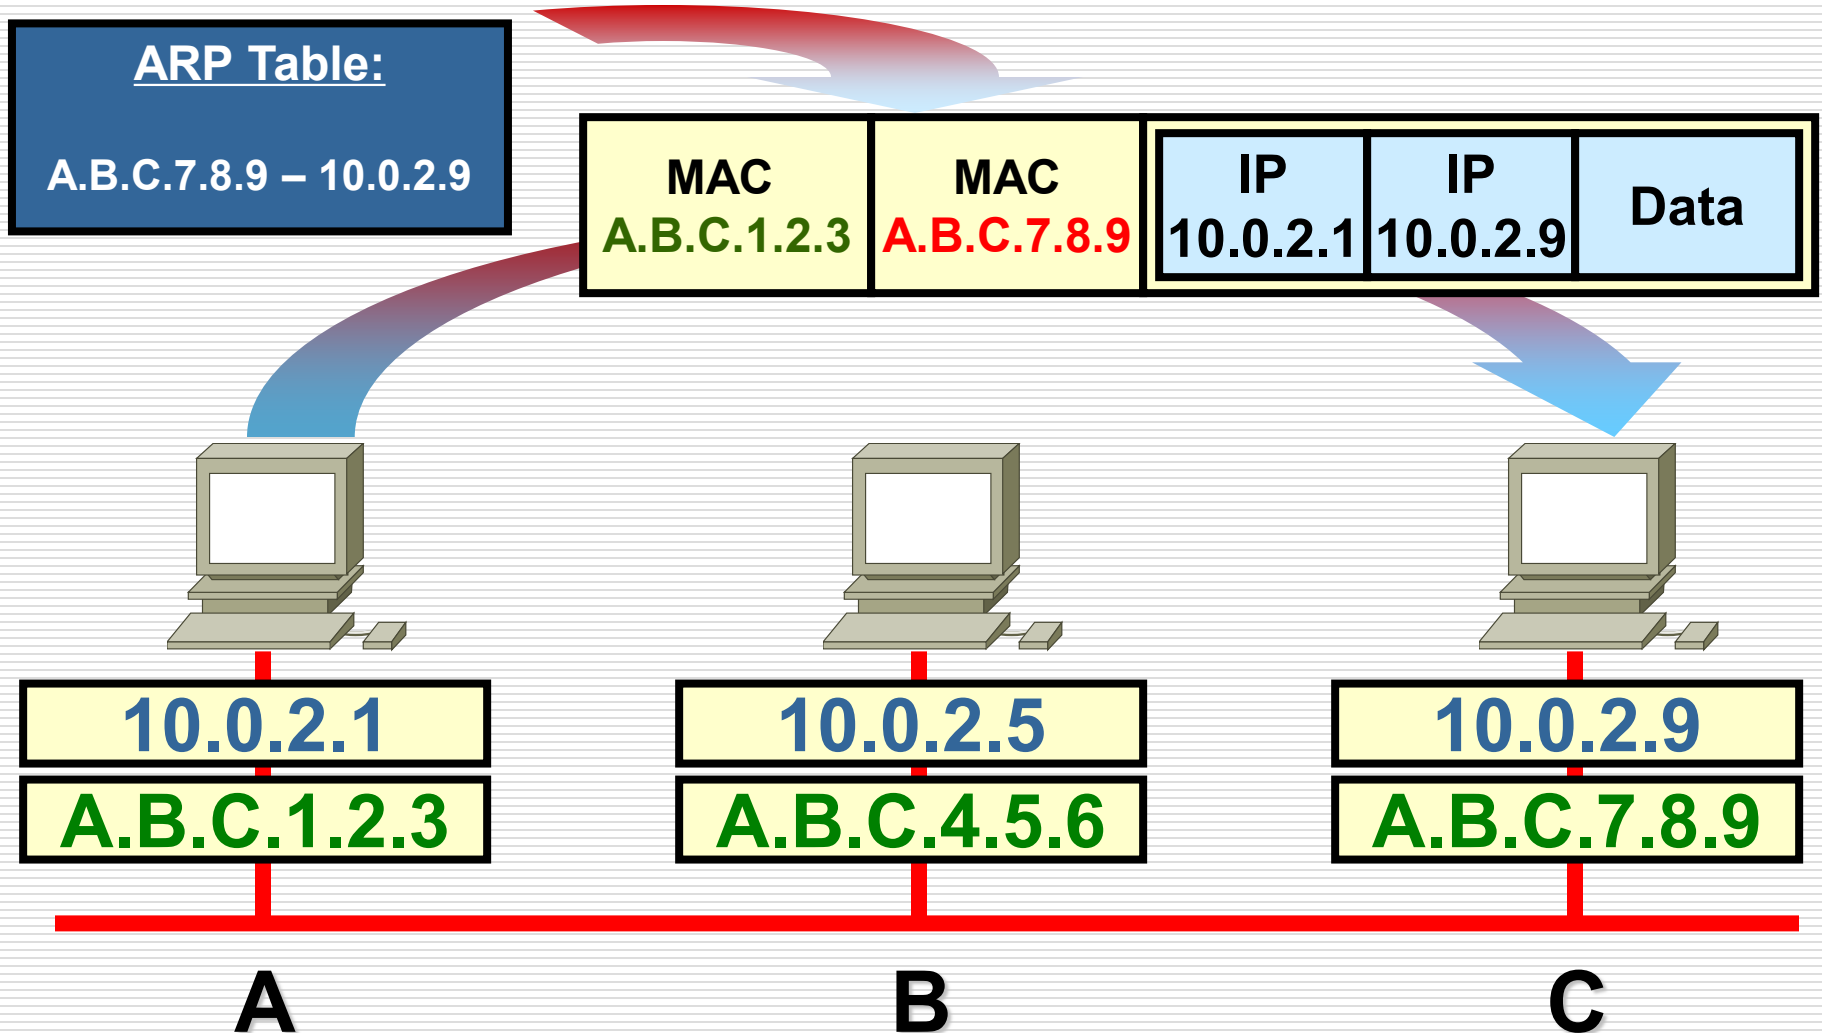 ARP Table:
A.B.C.7.8.9 – 10.0.2.9
MAC
A.B.C.1.2.3
MAC
A.B.C.7.8.9
IP
10.0.2.1
IP
10.0.2.9
Data
10.0.2.1
A.B.C.1.2.3
10.0.2.5
A.B.C.4.5.6
10.0.2.9
A.B.C.7.8.9
A
B
C